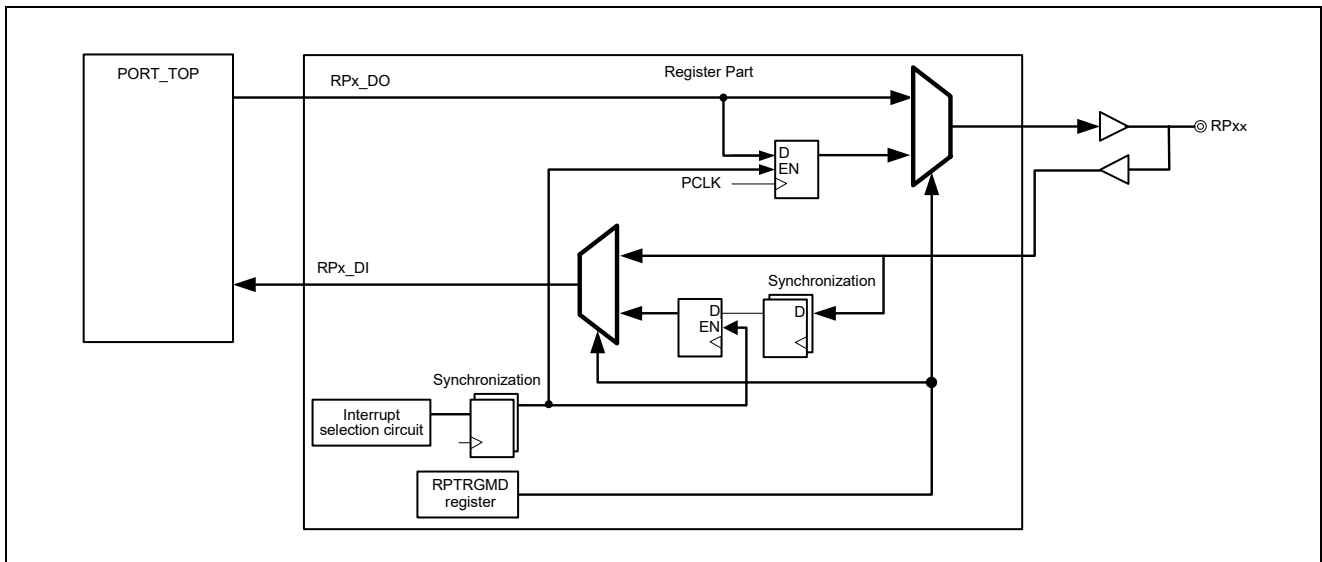 PORT_TOP
RPx_DO
Register Part
D
EN
PCLK
RPxx
RPx_DI
Synchronization
D
EN
D
Synchronization
Interrupt
selection circuit
RPTRGMD
register